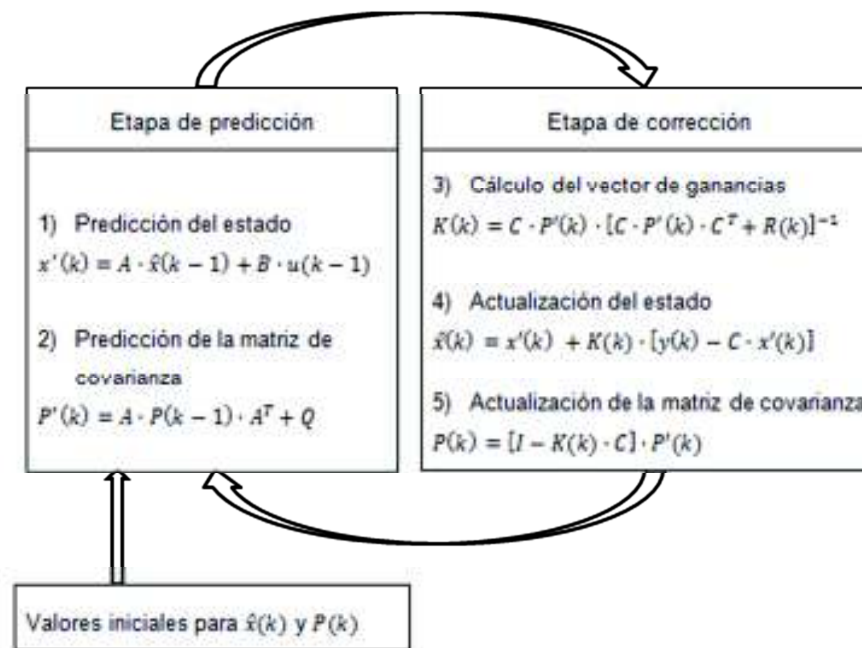 Etapa de predicción
1) Predicción del estado
x'(k) = A · x̂(k − 1) + B · u(k − 1)
2) Predicción de la matriz de
covarianza
P'(k) = A · P(k − 1) · Aᵀ + Q
Etapa de corrección
3) Cálculo del vector de ganancias
K(k) = C · P'(k) · [C · P'(k) · Cᵀ + R(k)]⁻¹
4) Actualización del estado
x̂(k) = x'(k) + K(k) · [y(k) − C · x'(k)]
5) Actualización de la matriz de covarianza
P(k) = [I − K(k) · C] · P'(k)
Valores iniciales para x̂(k) y P(k)